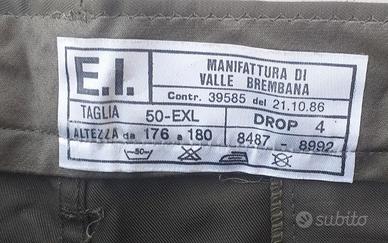 E.I.
MANIFATTURA DI
VALLE BREMBANA
Contr. 39585 del 21.10.86
TAGLIA 50-EXL DROP 4
ALTEZZA da 176 a 180 8487 - 8992
50
subito